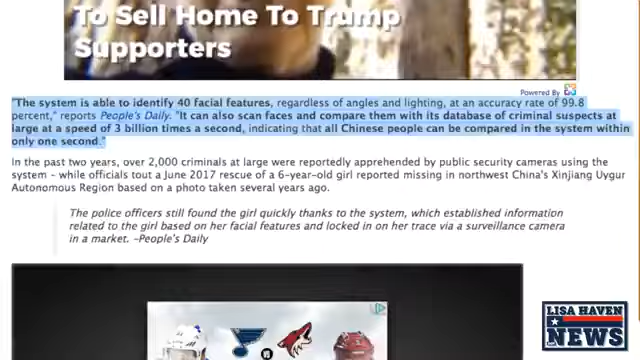 To Sell Home To Trump
Supporters
Powered By
"The system is able to identify 40 facial features, regardless of angles and lighting, at an accuracy rate of 99.8
percent," reports People's Daily. "It can also scan faces and compare them with its database of criminal suspects at
large at a speed of 3 billion times a second, indicating that all Chinese people can be compared in the system within
only one second."
In the past two years, over 2,000 criminals at large were reportedly apprehended by public security cameras using the
system – while officials tout a June 2017 rescue of a 6-year-old girl reported missing in northwest China's Xinjiang Uygur
Autonomous Region based on a photo taken several years ago.
The police officers still found the girl quickly thanks to the system, which established information
related to the girl based on her facial features and locked in on her trace via a surveillance camera
in a market. –People's Daily
VS
LISA HAVEN
NEWS